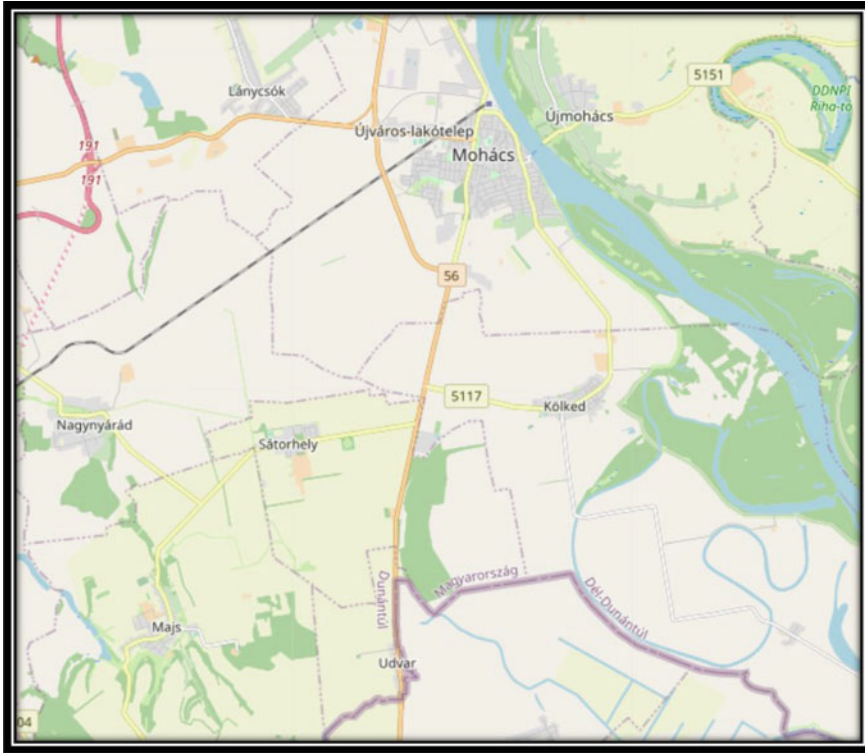 5151
DDNPI
Riha-tó
Lánycsók
Újmohács
Újváros-lakótelep
191
Mohács
191
56
5117
Kölked
Nagynyárád
Sátorhely
Magyarország
Dunántúl
Dél-Dunántúl
Majs
Udvar
04